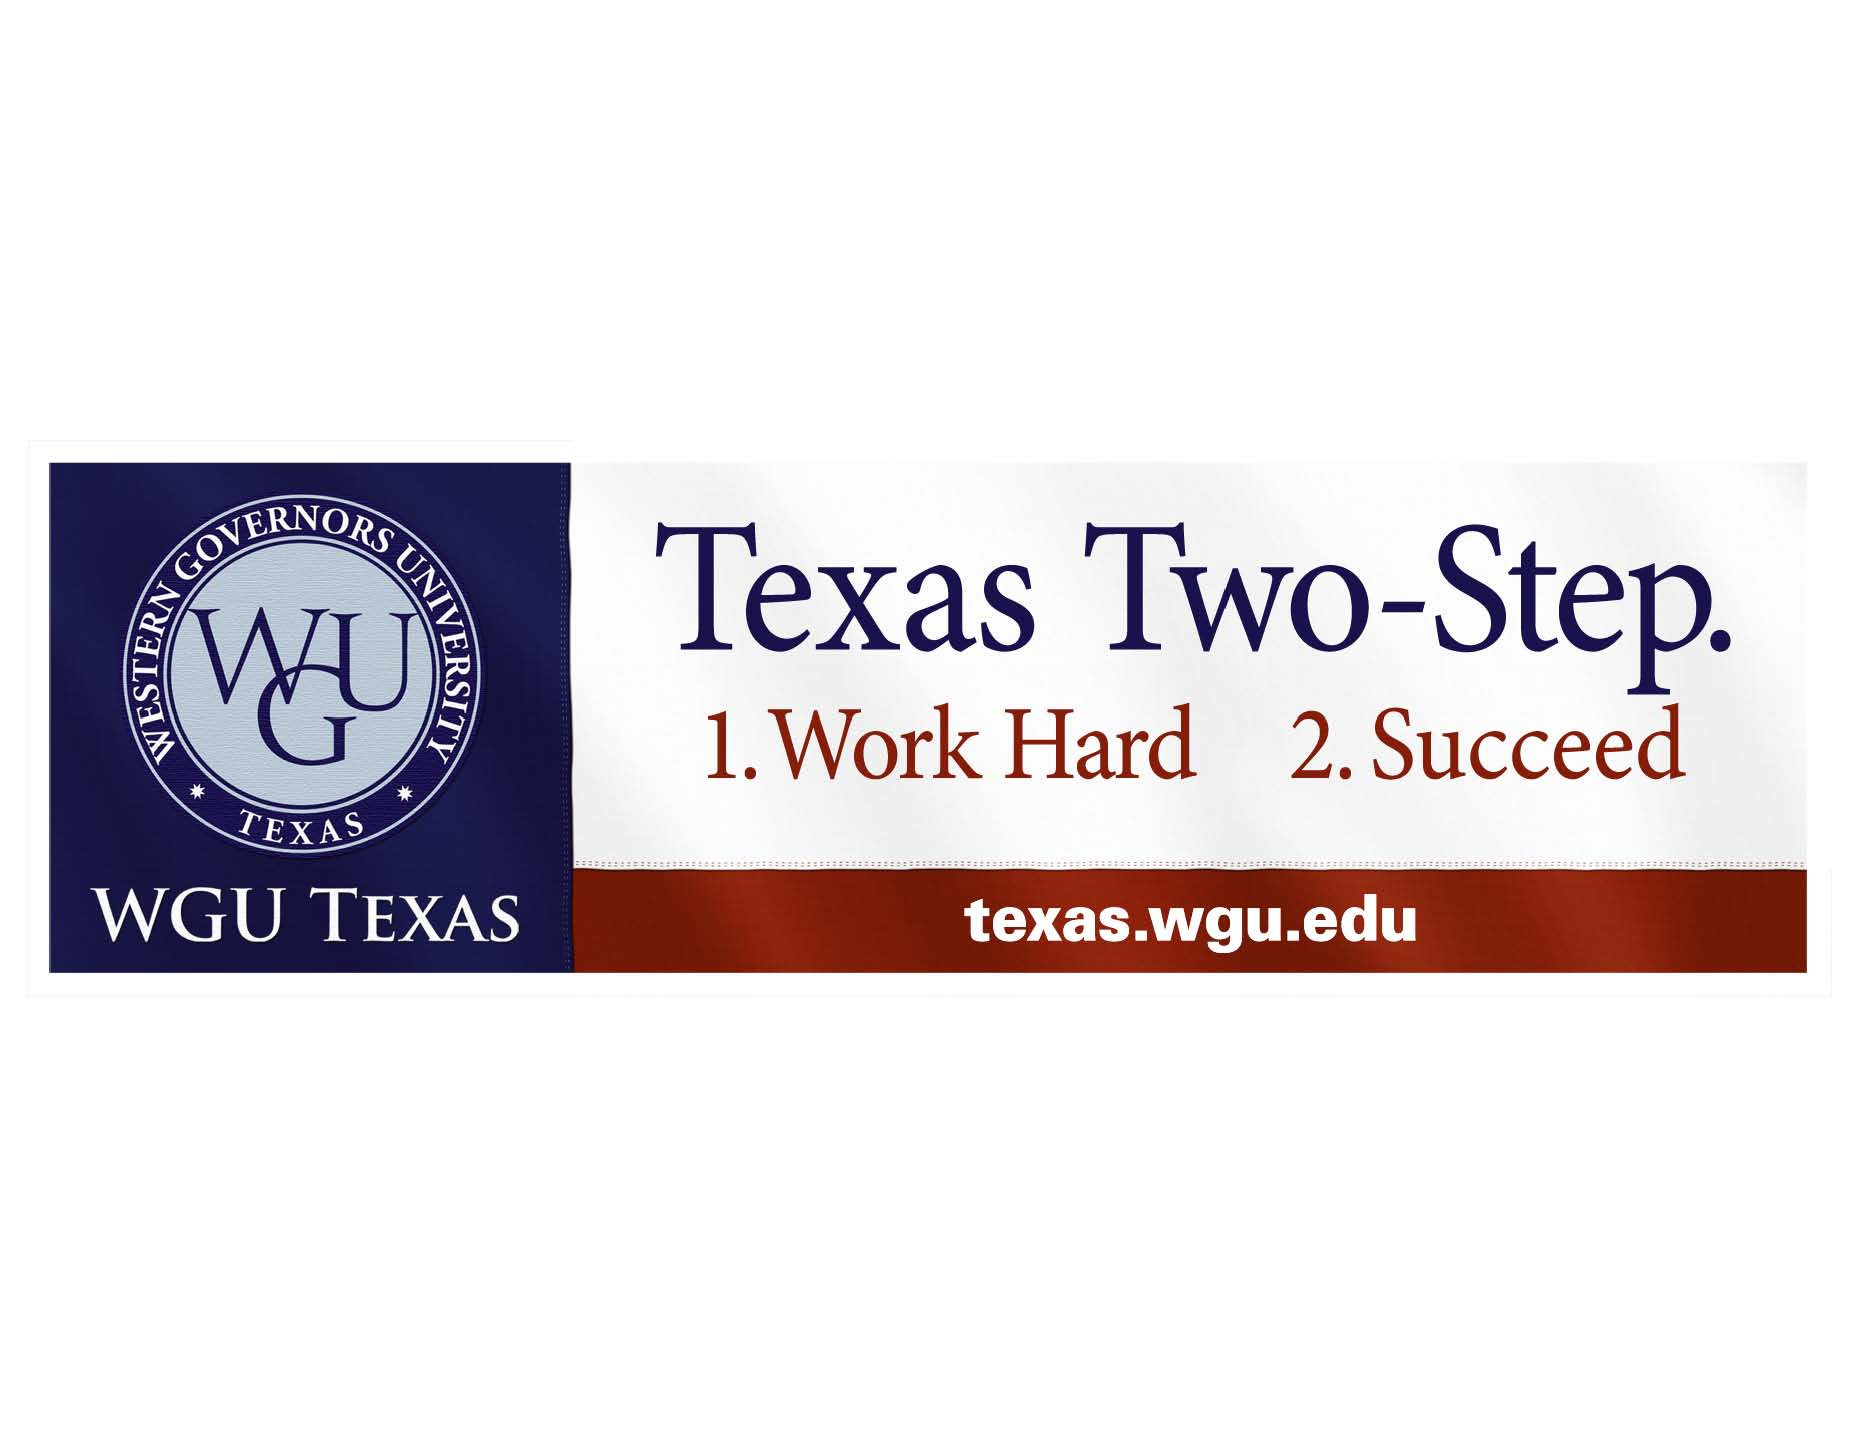 WESTERN GOVERNORS UNIVERSITY
WGU
TEXAS
WGU TEXAS
Texas Two-Step.
1. Work Hard 2. Succeed
texas.wgu.edu